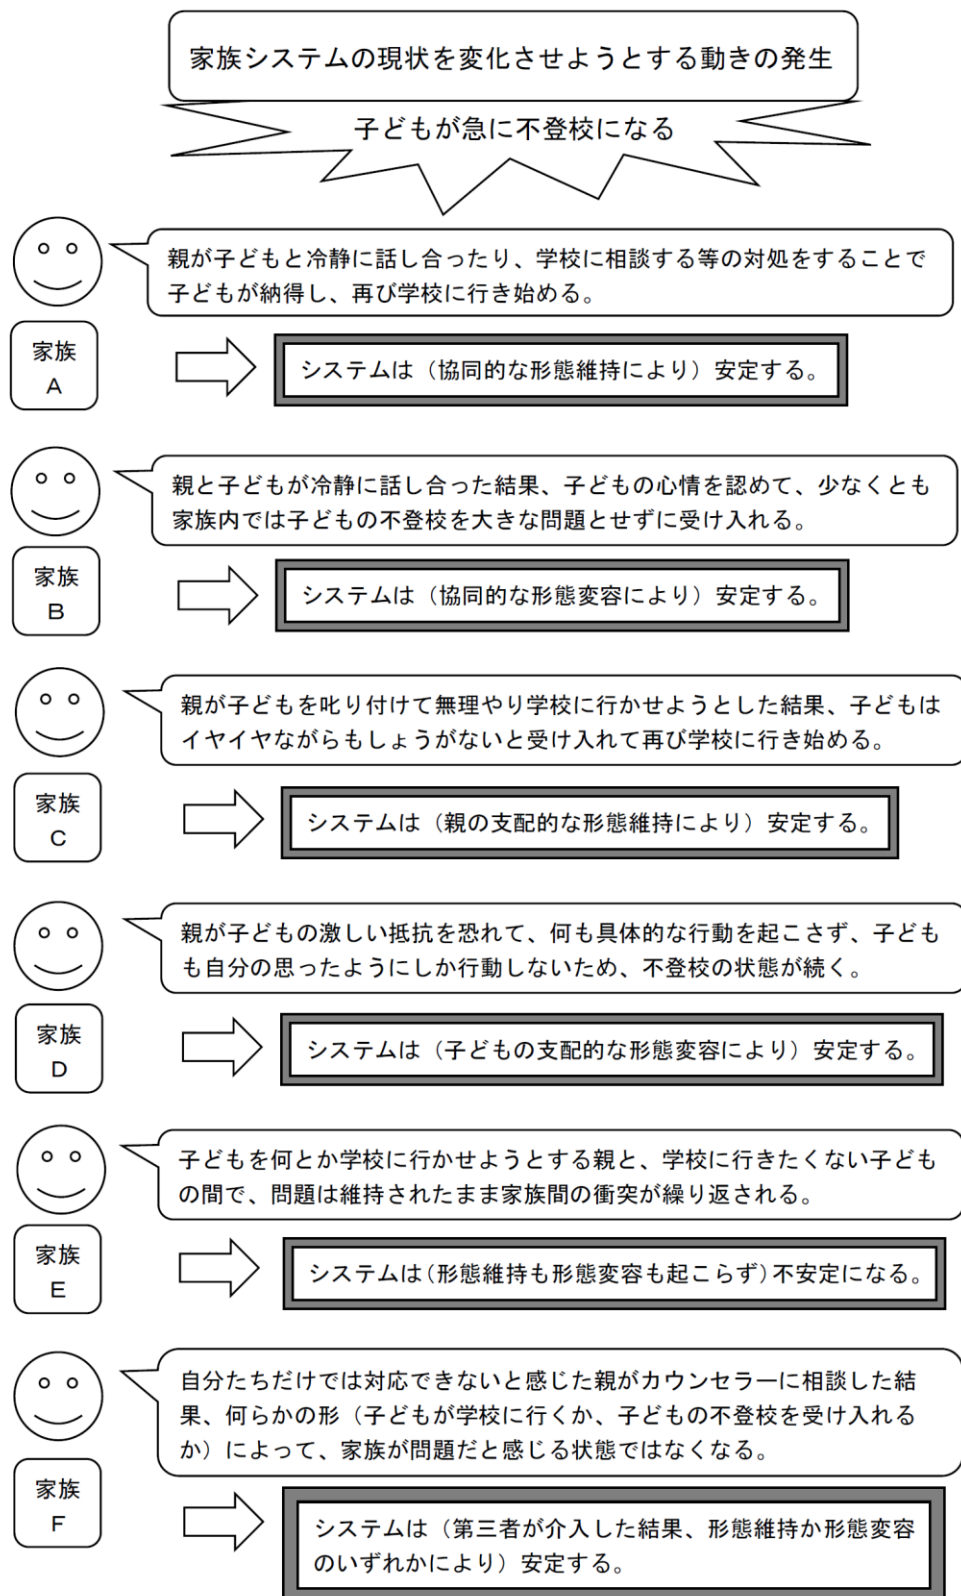 家族システムの現状を変化させようとする動きの発生
子どもが急に不登校になる
親が子どもと冷静に話し合ったり、学校に相談する等の対処をすることで
子どもが納得し、再び学校に行き始める。
家族
A
システムは（協同的な形態維持により）安定する。
親と子どもが冷静に話し合った結果、子どもの心情を認めて、少なくとも
家族内では子どもの不登校を大きな問題とせずに受け入れる。
家族
B
システムは（協同的な形態変容により）安定する。
親が子どもを叱り付けて無理やり学校に行かせようとした結果、子どもは
イヤイヤながらもしょうがないと受け入れて再び学校に行き始める。
家族
C
システムは（親の支配的な形態維持により）安定する。
親が子どもの激しい抵抗を恐れて、何も具体的な行動を起こさず、子ども
も自分の思ったようにしか行動しないため、不登校の状態が続く。
家族
D
システムは（子どもの支配的な形態変容により）安定する。
子どもを何とか学校に行かせようとする親と、学校に行きたくない子ども
の間で、問題は維持されたまま家族間の衝突が繰り返される。
家族
E
システムは（形態維持も形態変容も起こらず）不安定になる。
自分たちだけでは対応できないと感じた親がカウンセラーに相談した結
果、何らかの形（子どもが学校に行くか、子どもの不登校を受け入れる
か）によって、家族が問題だと感じる状態ではなくなる。
家族
F
システムは（第三者が介入した結果、形態維持か形態変容
のいずれかにより）安定する。